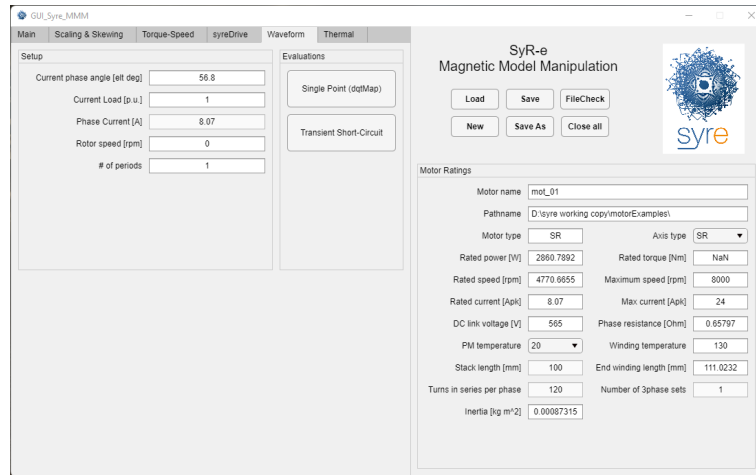 GUI_Syre_MMM
Main Scaling & Skewing Torque-Speed syreDrive Waveform Thermal
Setup
Current phase angle [elt deg] 56.8
Current Load [p.u.] 1
Phase Current [A] 8.07
Rotor speed [rpm] 0
# of periods 1
Evaluations
Single Point (dqtMap)
Transient Short-Circuit
SyR-e
Magnetic Model Manipulation
Load Save FileCheck
New Save As Close all
syre
Motor Ratings
Motor name mot_01
Pathname D:\syre working copy\motorExamples\
Motor type SR Axis type SR
Rated power [W] 2860.7892 Rated torque [Nm] NaN
Rated speed [rpm] 4770.6655 Maximum speed [rpm] 8000
Rated current [Apk] 8.07 Max current [Apk] 24
DC link voltage [V] 565 Phase resistance [Ohm] 0.65797
PM temperature 20 Winding temperature 130
Stack length [mm] 100 End winding length [mm] 111.0232
Turns in series per phase 120 Number of 3phase sets 1
Inertia [kg m^2] 0.00087315